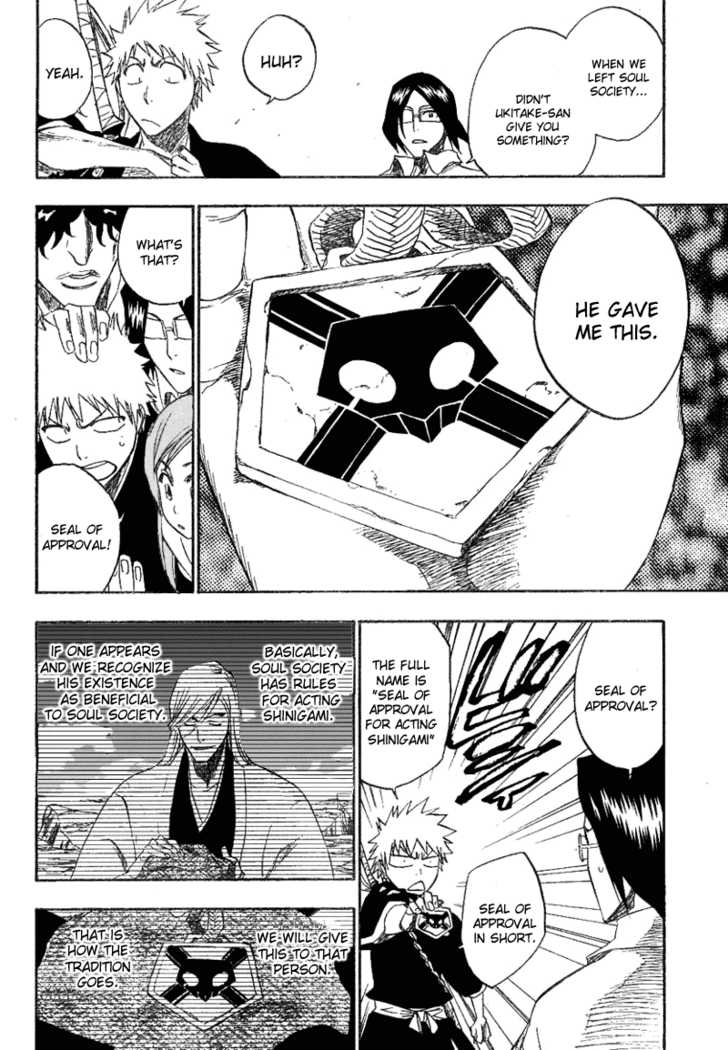 WHEN WE
LEFT SOUL
SOCIETY...
DIDN'T
UKITAKE-SAN
GIVE YOU
SOMETHING?
HUH?
YEAH.
HE GAVE
ME THIS.
WHAT'S
THAT?
SEAL OF
APPROVAL!
SEAL OF
APPROVAL?
THE FULL
NAME IS
"SEAL OF
APPROVAL
FOR ACTING
SHINIGAMI"
SEAL OF
APPROVAL
IN SHORT.
BASICALLY,
SOUL SOCIETY
HAS RULES
FOR ACTING
SHINIGAMI.
IF ONE APPEARS
AND WE RECOGNIZE
HIS EXISTENCE
AS BENEFICIAL
TO SOUL SOCIETY.
WE WILL GIVE
THIS TO THAT
PERSON.
THAT IS
HOW THE
TRADITION
GOES.